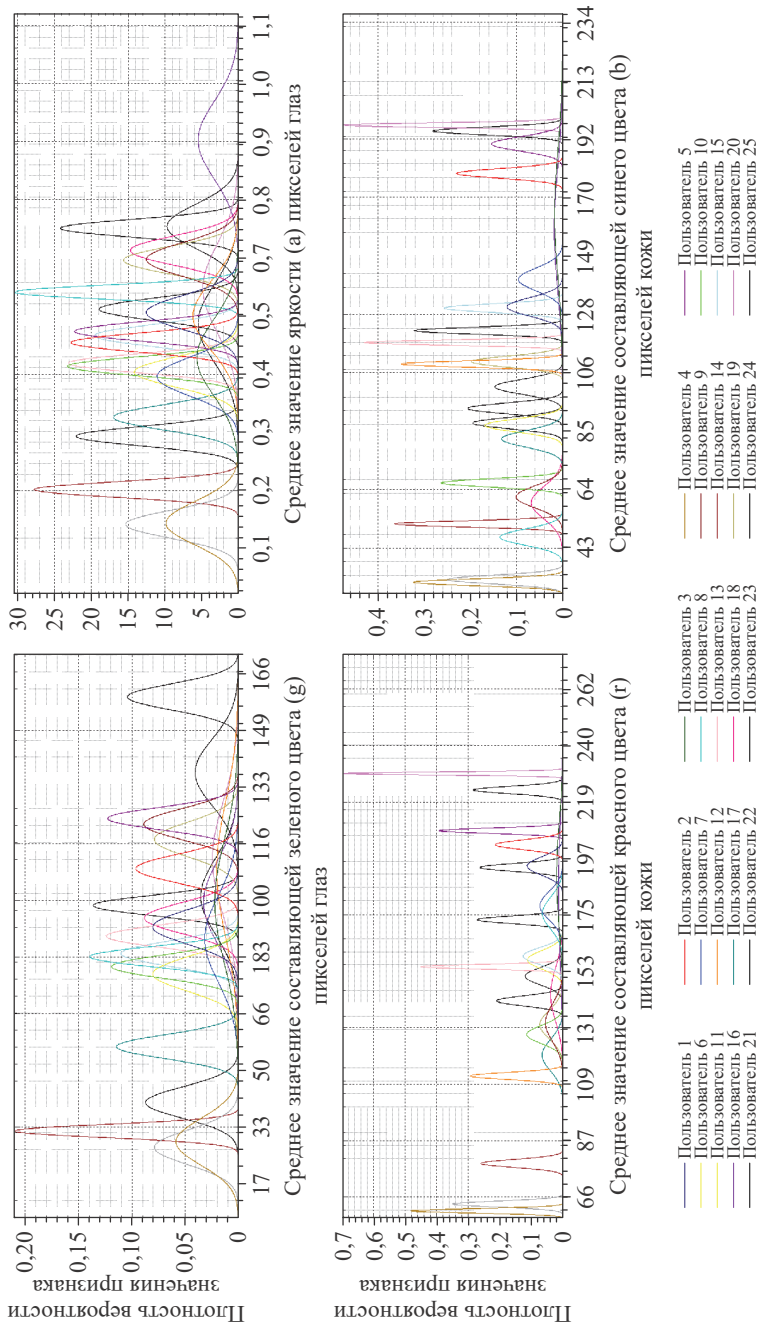 Плотность вероятности
значения признака
0,20
0,15
0,10
0,05
0
17
33
50
66
183
100
116
133
149
166
Среднее значение составляющей зеленого цвета (g)
пикселей глаз
30
25
20
15
10
5
0
0,1
0,2
0,3
0,4
0,5
0,6
0,7
0,8
0,9
1,0
1,1
Среднее значение яркости (a) пикселей глаз
Плотность вероятности
значения признака
0,7
0,6
0,5
0,4
0,3
0,2
0,1
0
66
87
109
131
153
175
197
219
240
262
Среднее значение составляющей красного цвета (r)
пикселей кожи
0,4
0,3
0,2
0,1
0
43
64
85
106
128
149
170
192
213
234
Среднее значение составляющей синего цвета (b)
пикселей кожи
Пользователь 1
Пользователь 2
Пользователь 3
Пользователь 4
Пользователь 5
Пользователь 6
Пользователь 7
Пользователь 8
Пользователь 9
Пользователь 10
Пользователь 11
Пользователь 12
Пользователь 13
Пользователь 14
Пользователь 15
Пользователь 16
Пользователь 17
Пользователь 18
Пользователь 19
Пользователь 20
Пользователь 21
Пользователь 22
Пользователь 23
Пользователь 24
Пользователь 25